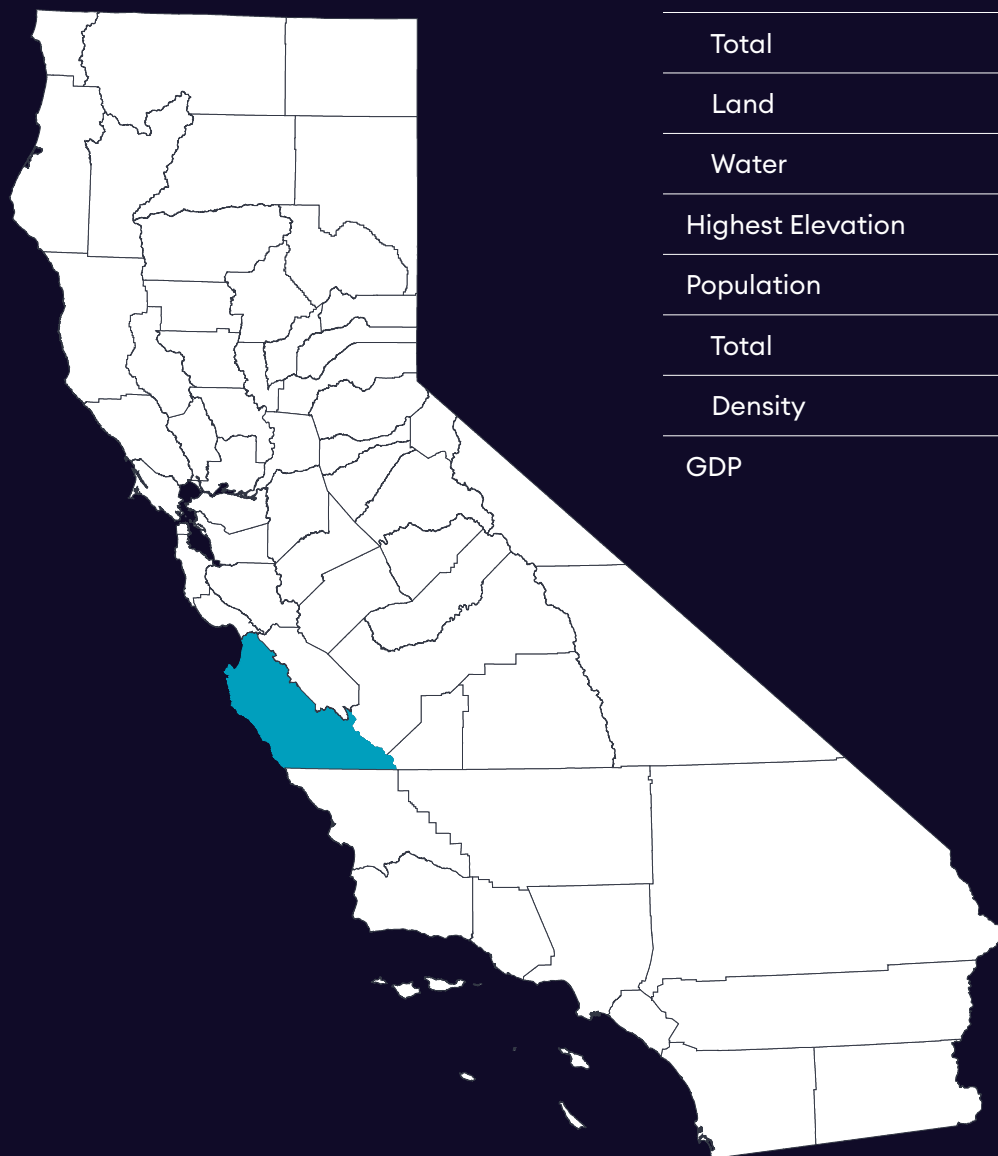 Total
Land
Water
Highest Elevation
Population
Total
Density
GDP